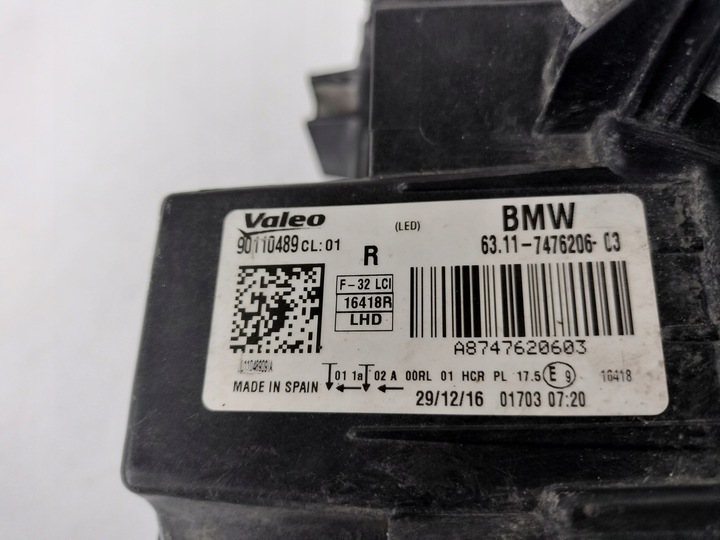 Valeo (LED) BMW
90110489 CL:01 R 63.11-7476206-03
F-32 LCI
16418R
LHD
A8747620603
MADE IN SPAIN 01 1a 02 A 00RL 01 HCR PL 17.5 E 9 16418
29/12/16 01703 07:20